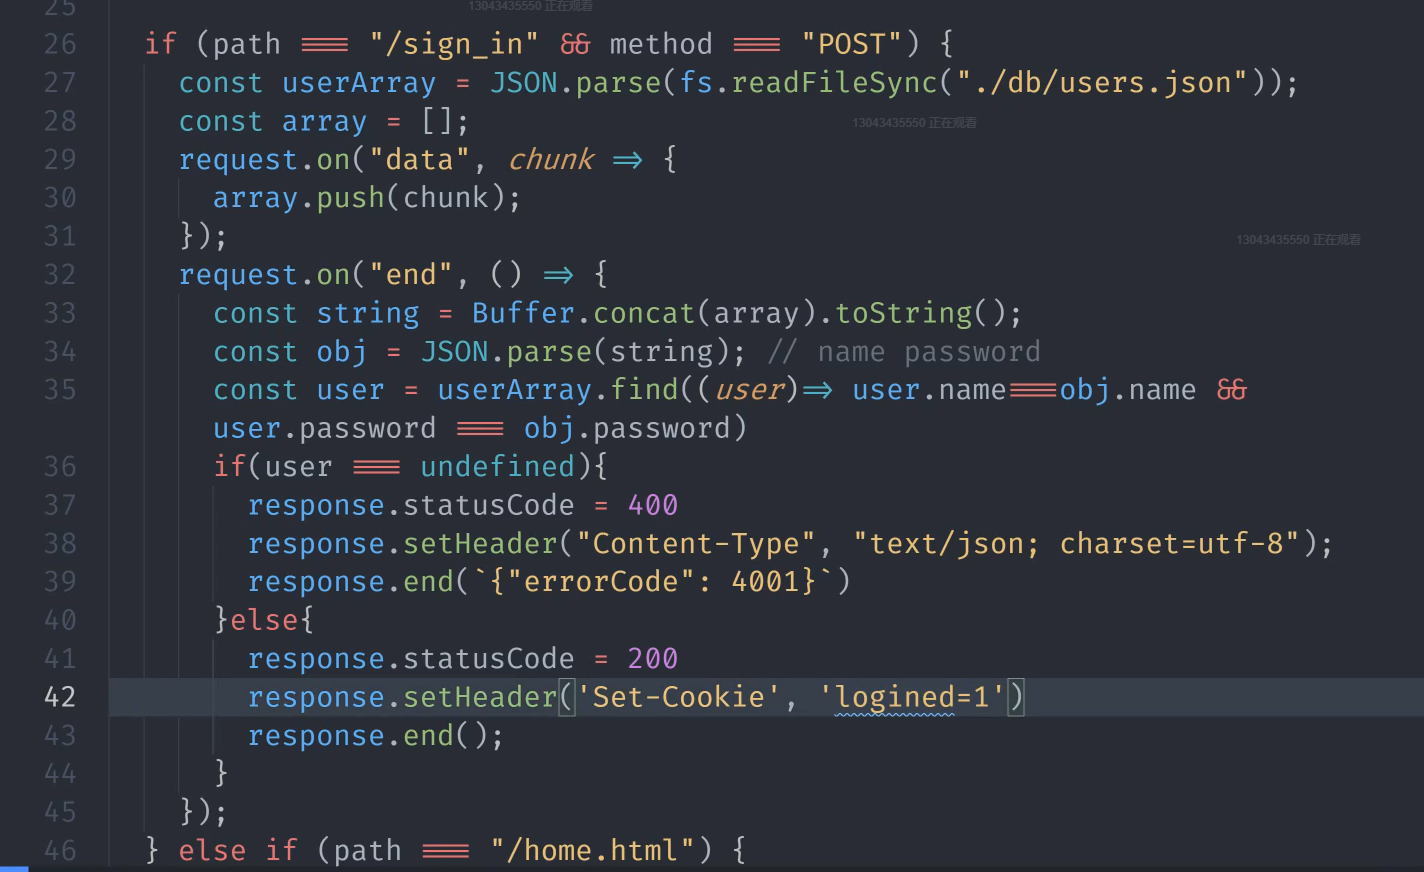 13043435550 正在观看
25
26 if (path === "/sign_in" && method === "POST") {
27 const userArray = JSON.parse(fs.readFileSync("./db/users.json"));
28 const array = [];
13043435550 正在观看
29 request.on("data", chunk => {
30 array.push(chunk);
31 });
13043435550 正在观看
32 request.on("end", () => {
33 const string = Buffer.concat(array).toString();
34 const obj = JSON.parse(string); // name password
35 const user = userArray.find((user)=> user.name===obj.name &&
user.password === obj.password)
36 if(user === undefined){
37 response.statusCode = 400
38 response.setHeader("Content-Type", "text/json; charset=utf-8");
39 response.end(`{"errorCode": 4001}`)
40 }else{
41 response.statusCode = 200
42 response.setHeader('Set-Cookie', 'logined=1')
43 response.end();
44 }
45 });
46 } else if (path === "/home.html") {